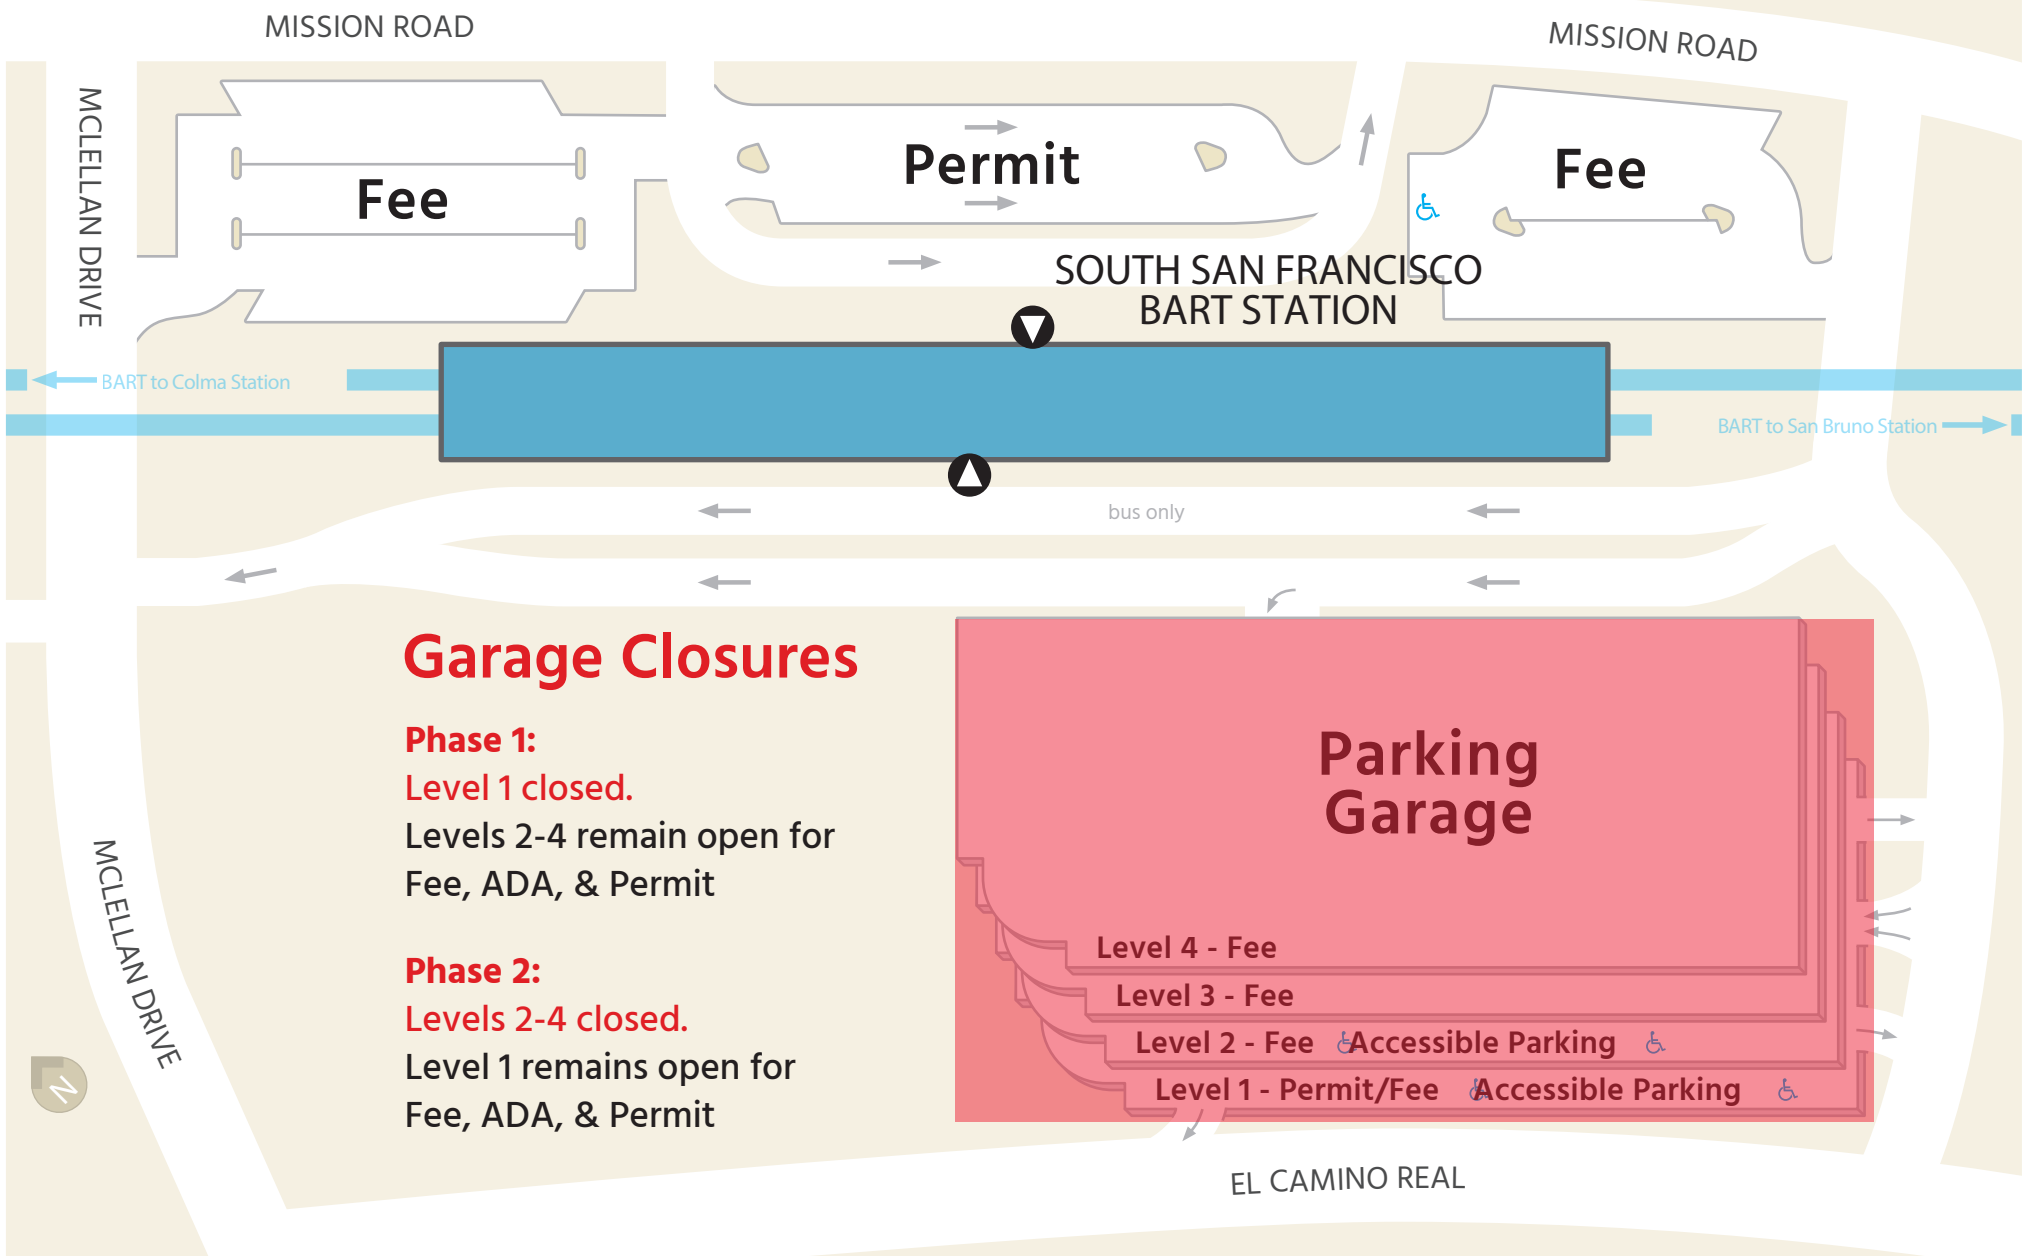 MISSION ROAD
MISSION ROAD
MCLELLAN DRIVE
Fee
Permit
Fee
SOUTH SAN FRANCISCO
BART STATION
BART to Colma Station
BART to San Bruno Station
bus only
Garage Closures
Phase 1:
Level 1 closed.
Levels 2-4 remain open for
Fee, ADA, & Permit
Phase 2:
Levels 2-4 closed.
Level 1 remains open for
Fee, ADA, & Permit
Parking
Garage
Level 4 - Fee
Level 3 - Fee
Level 2 - Fee Accessible Parking
Level 1 - Permit/Fee Accessible Parking
MCLELLAN DRIVE
N
EL CAMINO REAL